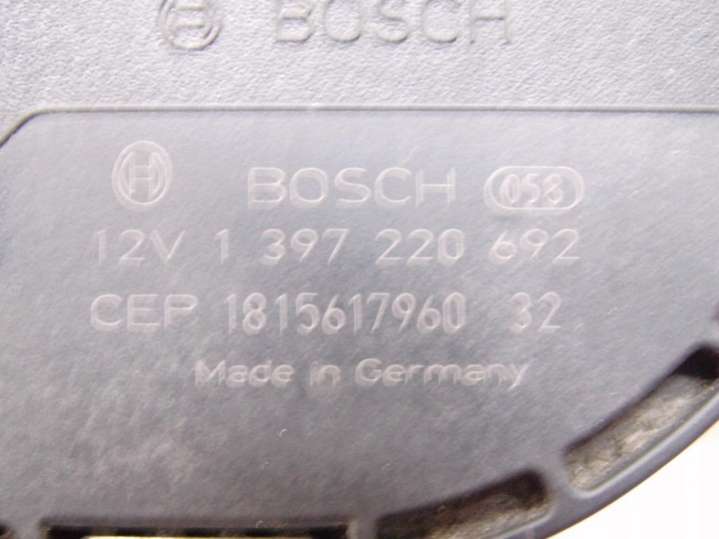 BOSCH
BOSCH 058
12V 1 397 220 692
CEP 1815617960 32
Made in Germany